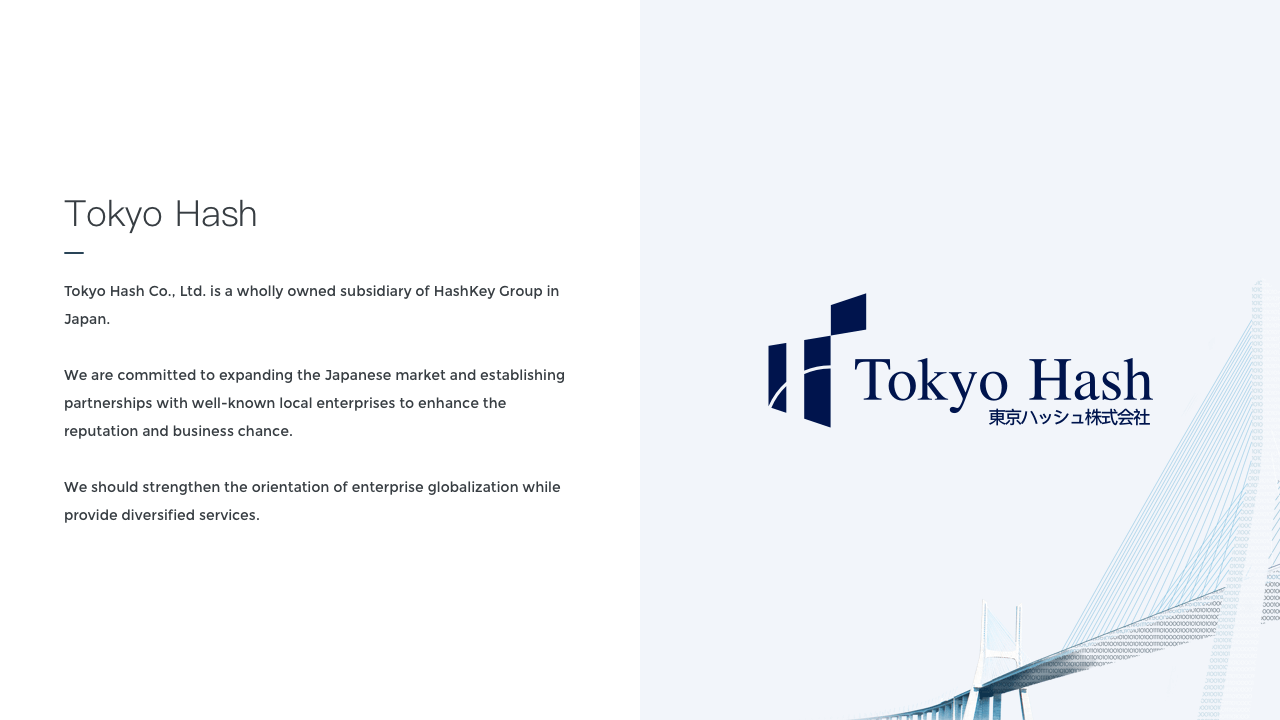 Tokyo Hash
Tokyo Hash Co., Ltd. is a wholly owned subsidiary of HashKey Group in
Japan.
We are committed to expanding the Japanese market and establishing
partnerships with well-known local enterprises to enhance the
reputation and business chance.
We should strengthen the orientation of enterprise globalization while
provide diversified services.
Tokyo Hash
東京ハッシュ株式会社